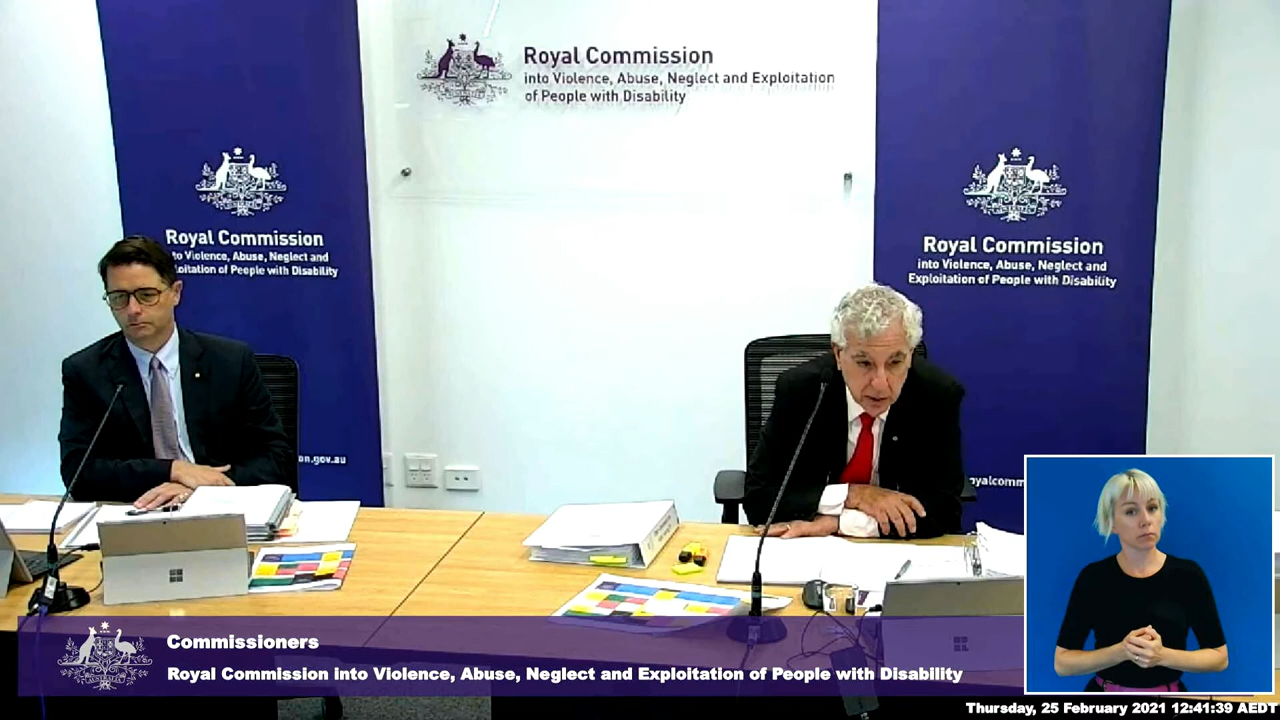 Royal Commission
into Violence, Abuse, Neglect and Exploitation
of People with Disability
Royal Commission
to Violence, Abuse, Neglect and
loitation of People with Disability
on.gov.au
Royal Commission
into Violence, Abuse, Neglect and
Exploitation of People with Disability
royalcomm
Commissioners
Royal Commission into Violence, Abuse, Neglect and Exploitation of People with Disability
Thursday, 25 February 2021 12:41:39 AEDT